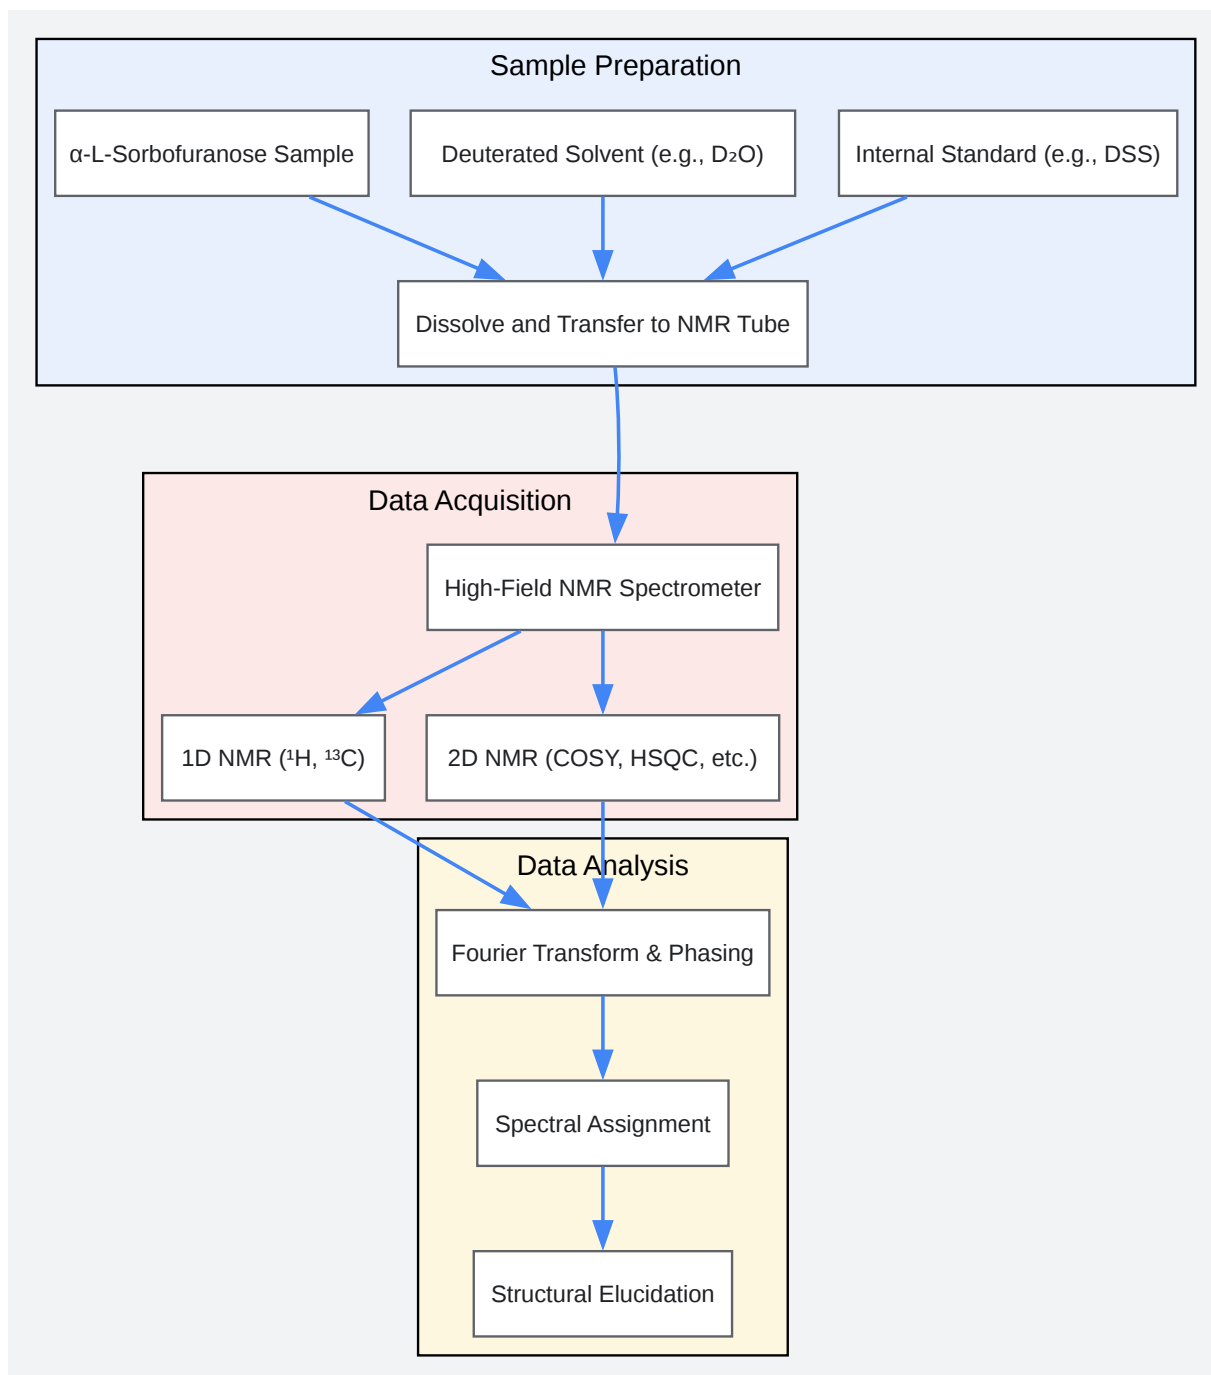 Sample Preparation
α-L-Sorbofuranose Sample
Deuterated Solvent (e.g., D₂O)
Internal Standard (e.g., DSS)
Dissolve and Transfer to NMR Tube
Data Acquisition
High-Field NMR Spectrometer
1D NMR (¹H, ¹³C)
2D NMR (COSY, HSQC, etc.)
Data Analysis
Fourier Transform & Phasing
Spectral Assignment
Structural Elucidation